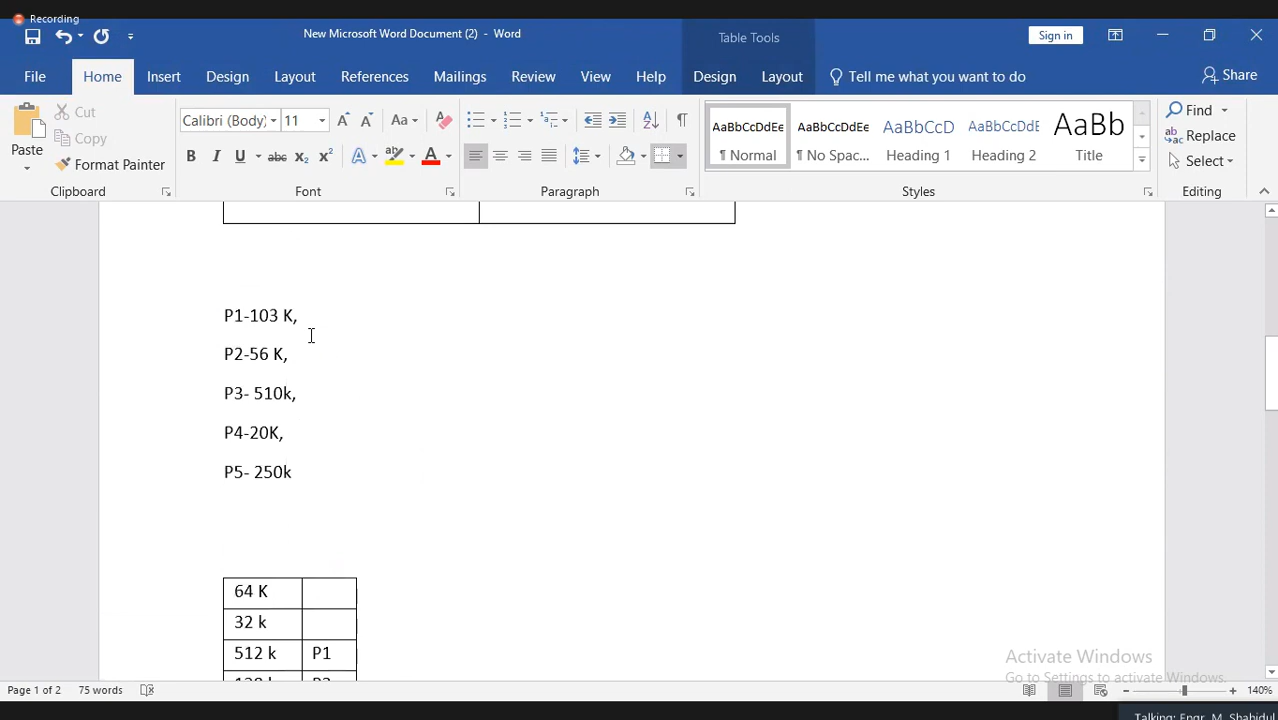 Recording
New Microsoft Word Document (2) - Word
Table Tools
Sign in
File Home Insert Design Layout References Mailings Review View Help Design Layout Tell me what you want to do Share
Paste
Cut
Copy
Format Painter
Clipboard
Calibri (Body) 11
Font
Paragraph
AaBbCcDdEe
¶ Normal
AaBbCcDdEe
¶ No Spac...
AaBbCcD
Heading 1
AaBbCcDdE
Heading 2
AaBb
Title
Styles
Find
Replace
Select
Editing
P1-103 K,
P2-56 K,
P3- 510k,
P4-20K,
P5- 250k
64 K
32 k
512 k P1
Activate Windows
Go to Settings to activate Windows.
Page 1 of 2 75 words 140%
Talking: Engr. M. Shahidul